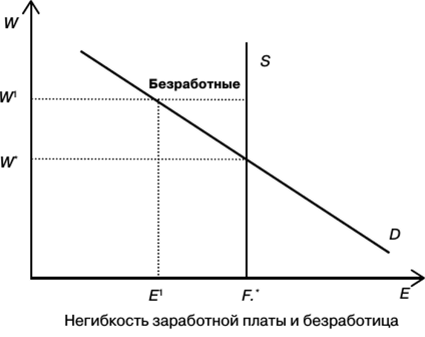 W
S
Безработные
W¹
W*
D
E¹
F.*
E
Негибкость заработной платы и безработица